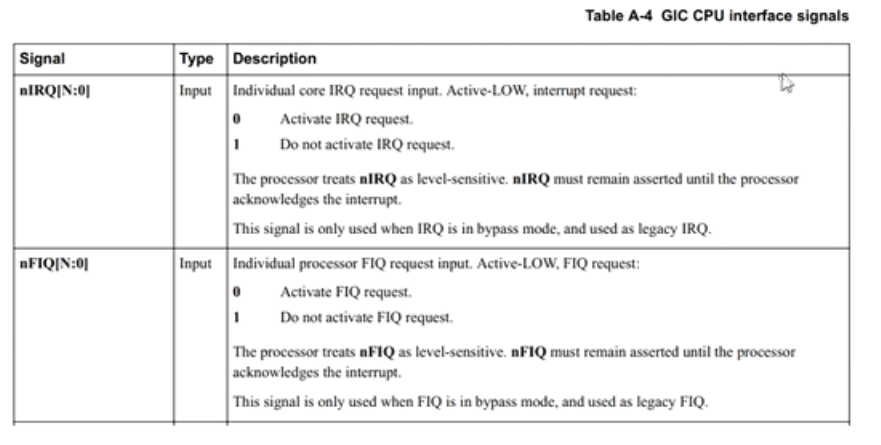 Table A-4 GIC CPU interface signals
Signal Type Description
nIRQ[N:0] Input Individual core IRQ request input. Active-LOW, interrupt request:
0 Activate IRQ request.
1 Do not activate IRQ request.
The processor treats nIRQ as level-sensitive. nIRQ must remain asserted until the processor
acknowledges the interrupt.
This signal is only used when IRQ is in bypass mode, and used as legacy IRQ.
nFIQ[N:0] Input Individual processor FIQ request input. Active-LOW, FIQ request:
0 Activate FIQ request.
1 Do not activate FIQ request.
The processor treats nFIQ as level-sensitive. nFIQ must remain asserted until the processor
acknowledges the interrupt.
This signal is only used when FIQ is in bypass mode, and used as legacy FIQ.